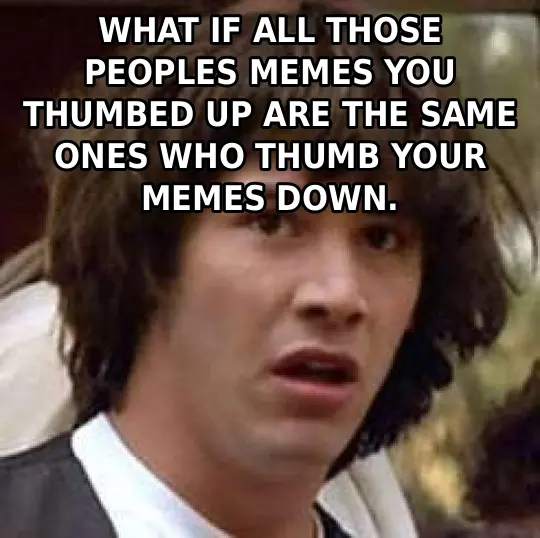 WHAT IF ALL THOSE
PEOPLES MEMES YOU
THUMBED UP ARE THE SAME
ONES WHO THUMB YOUR
MEMES DOWN.